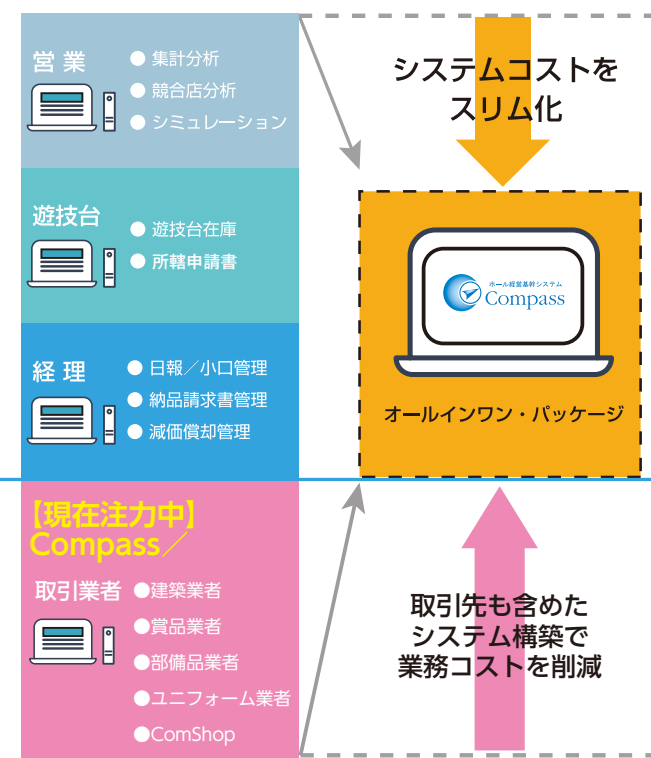 営業
● 集計分析
● 競合店分析
● シミュレーション
遊技台
● 遊技台在庫
● 所轄申請書
経理
● 日報／小口管理
● 納品請求書管理
● 減価償却管理
【現在注力中】
Compass／
取引業者
●建築業者
●賞品業者
●部備品業者
●ユニフォーム業者
●ComShop
システムコストを
スリム化
ホール経営基幹システム
Compass
オールインワン・パッケージ
取引先も含めた
システム構築で
業務コストを削減